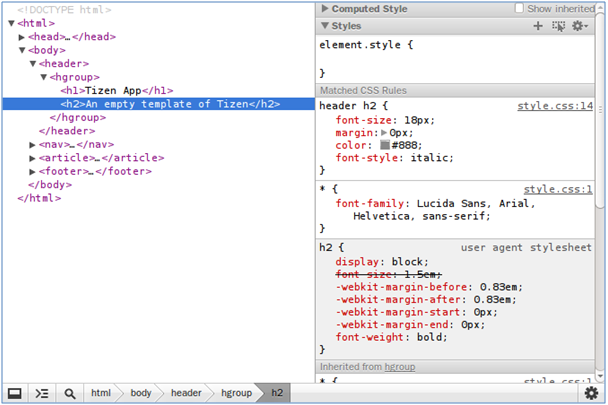 <!DOCTYPE html>
▼<html>
▶<head>…</head>
▼<body>
▼<header>
▼<hgroup>
<h1>Tizen App</h1>
<h2>An empty template of Tizen</h2>
</hgroup>
</header>
▶<nav>…</nav>
▶<article>…</article>
▶<footer>…</footer>
</body>
</html>
▶ Computed Style Show inherited
▼ Styles
element.style {
}
Matched CSS Rules
header h2 { style.css:14
font-size: 18px;
margin:▶0px;
color: #888;
font-style: italic;
}
* { style.css:1
font-family: Lucida Sans, Arial,
Helvetica, sans-serif;
}
h2 { user agent stylesheet
display: block;
font-size: 1.5em;
-webkit-margin-before: 0.83em;
-webkit-margin-after: 0.83em;
-webkit-margin-start: 0px;
-webkit-margin-end: 0px;
font-weight: bold;
}
Inherited from hgroup
* { style.css:1
html body header hgroup h2